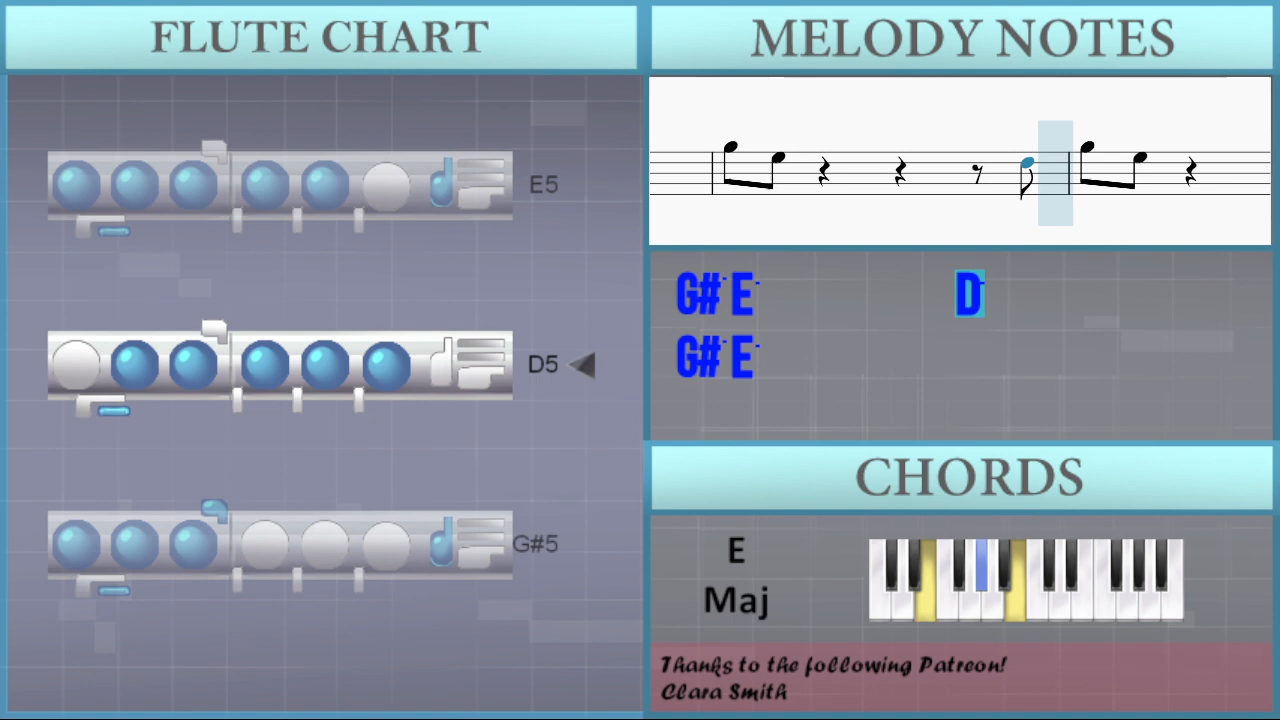 FLUTE CHART
E5
D5
G#5
MELODY NOTES
G# E
D
G# E
CHORDS
E
Maj
Thanks to the following Patreon!
Clara Smith